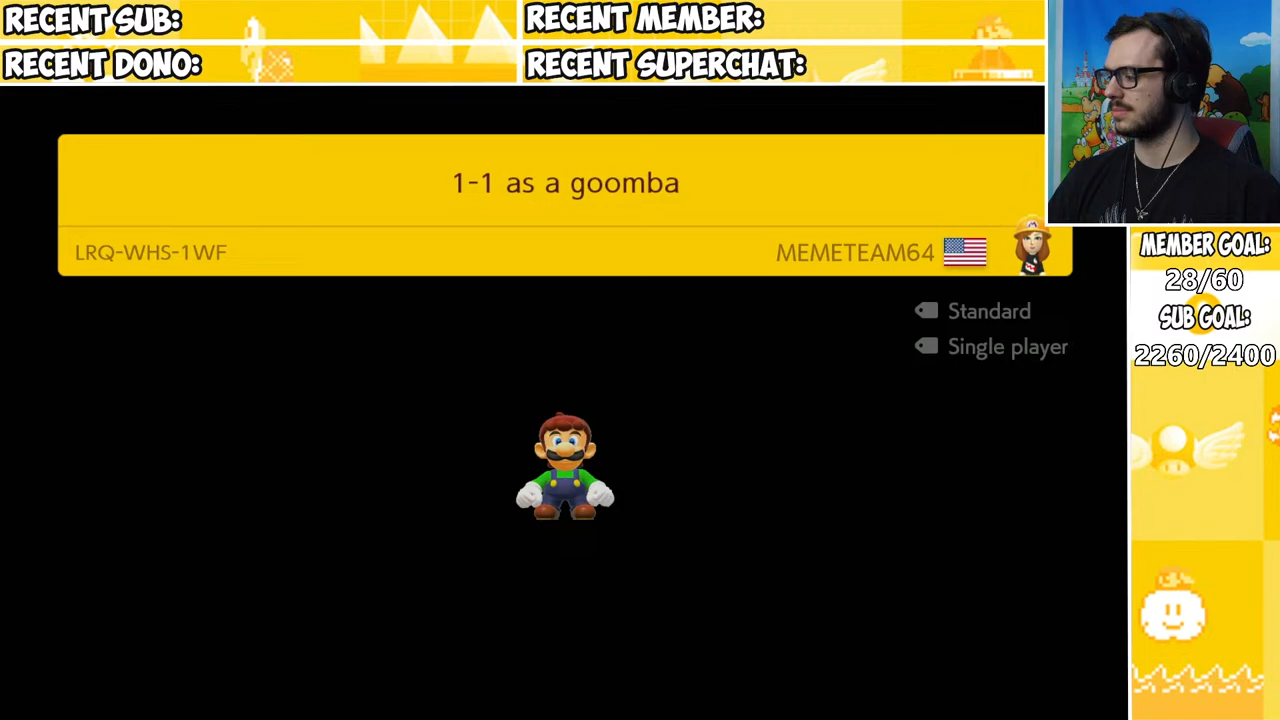 RECENT SUB:
RECENT MEMBER:
RECENT DONO:
RECENT SUPERCHAT:
1-1 as a goomba
LRQ-WHS-1WF
MEMETEAM64
Standard
Single player
MEMBER GOAL:
28/60
SUB GOAL:
2260/2400